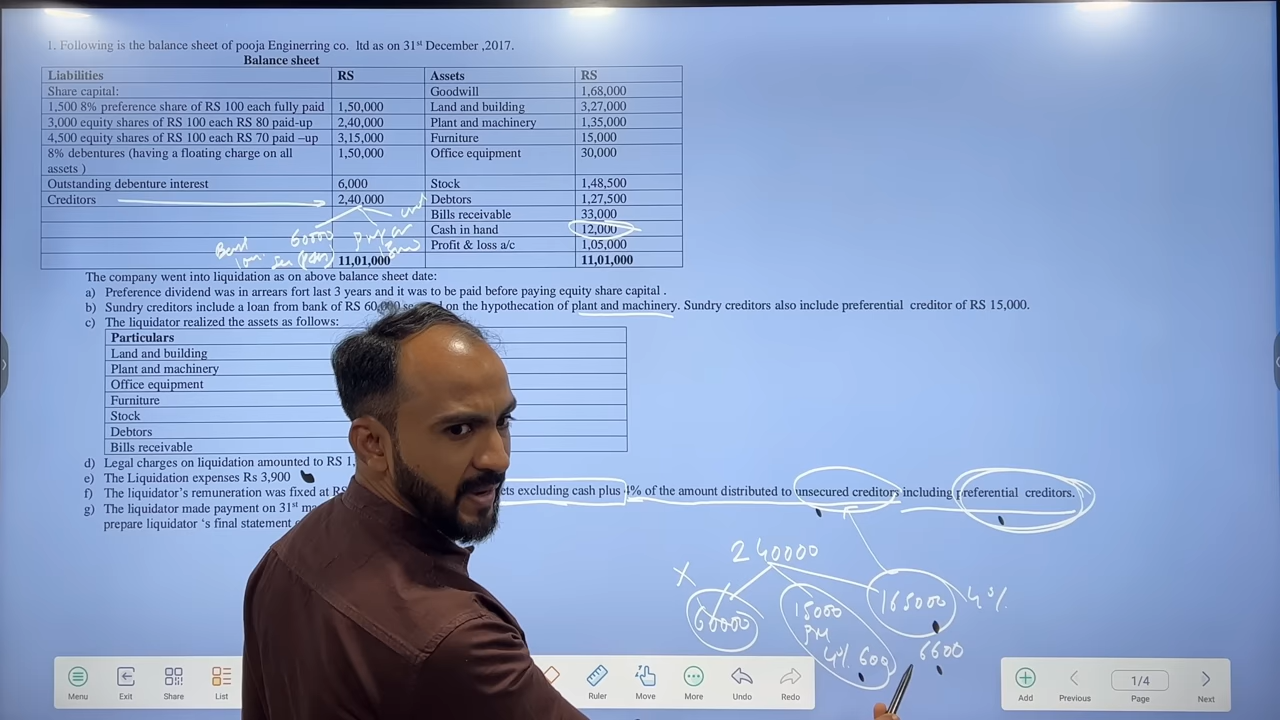 1. Following is the balance sheet of pooja Enginerring co. ltd as on 31st December ,2017.
Balance sheet
Liabilities RS Assets RS
Share capital: Goodwill 1,68,000
1,500 8% preference share of RS 100 each fully paid 1,50,000 Land and building 3,27,000
3,000 equity shares of RS 100 each RS 80 paid-up 2,40,000 Plant and machinery 1,35,000
4,500 equity shares of RS 100 each RS 70 paid –up 3,15,000 Furniture 15,000
8% debentures (having a floating charge on all 1,50,000 Office equipment 30,000
assets )
Outstanding debenture interest 6,000 Stock 1,48,500
Creditors 2,40,000 Debtors 1,27,500
Bills receivable 33,000
Cash in hand 12,000
60000
Profit & loss a/c 1,05,000
11,01,000 11,01,000
The company went into liquidation as on above balance sheet date:
a) Preference dividend was in arrears fort last 3 years and it was to be paid before paying equity share capital .
b) Sundry creditors include a loan from bank of RS 60,000 on the hypothecation of plant and machinery. Sundry creditors also include preferential creditor of RS 15,000.
c) The liquidator realized the assets as follows:
Particulars
Land and building
Plant and machinery
Office equipment
Furniture
Stock
Debtors
Bills receivable
d) Legal charges on liquidation amounted to RS 1,
e) The Liquidation expenses Rs 3,900
f) The liquidator's remuneration was fixed at RS ets excluding cash plus 4% of the amount distributed to unsecured creditors including preferential creditors.
g) The liquidator made payment on 31st
prepare liquidator 's final statement
240000
X
60000 15000 165000 4%
4% 600 6600
Menu Exit Share List Ruler Move More Undo Redo Add Previous 1/4 Next
Page